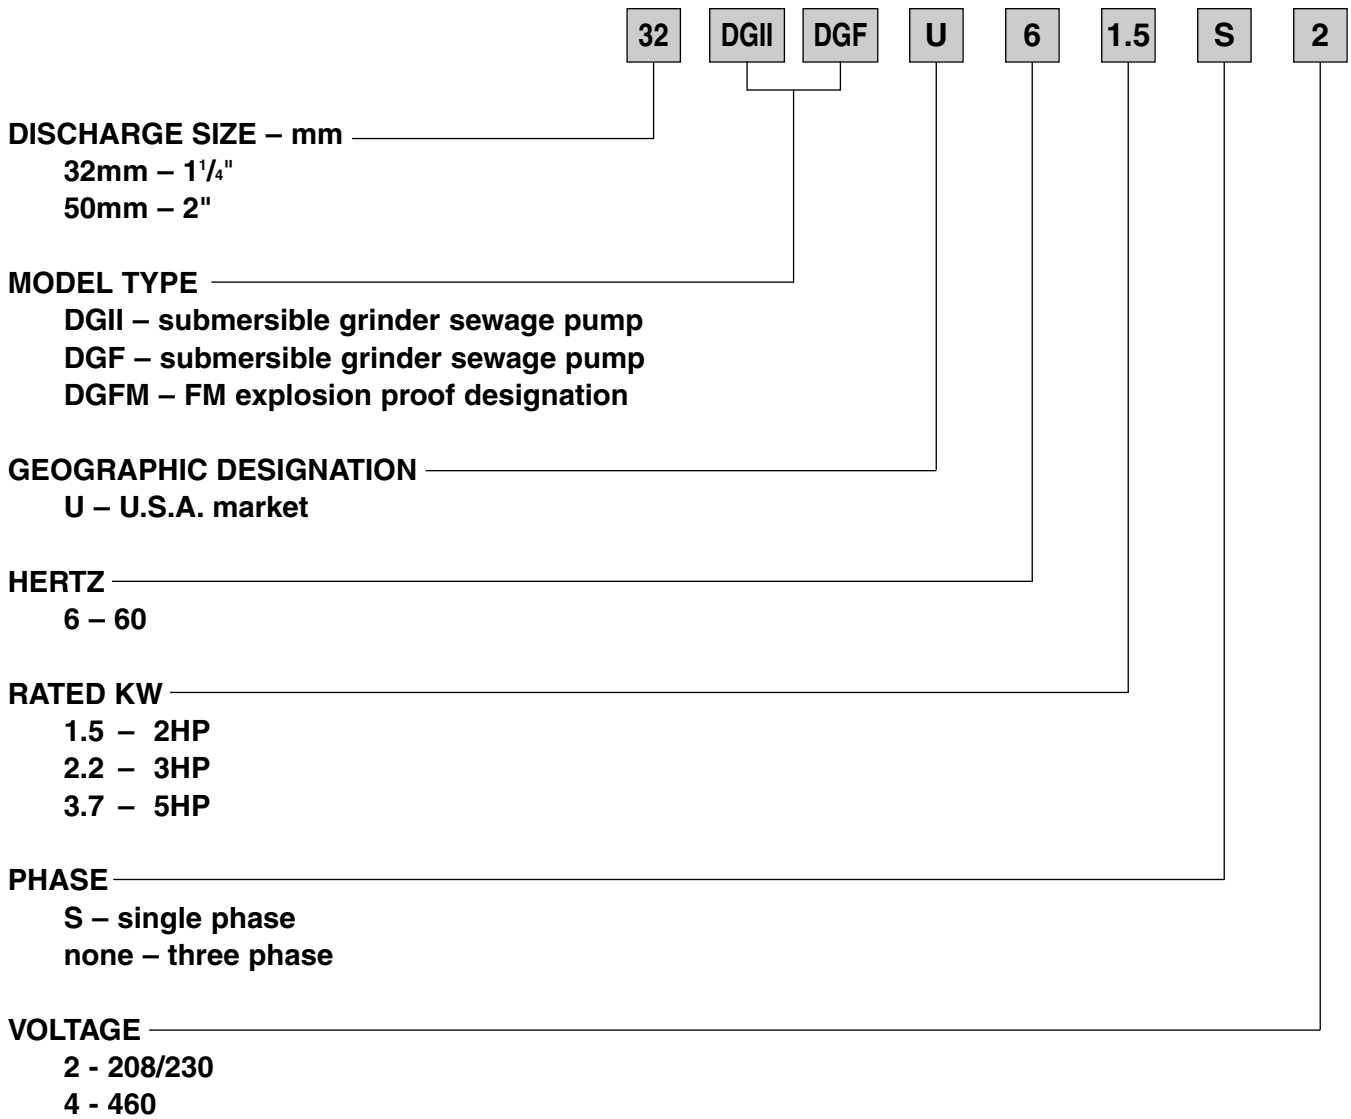 32 DGII DGF U 6 1.5 S 2
DISCHARGE SIZE – mm
32mm – 1 1/4"
50mm – 2"
MODEL TYPE
DGII – submersible grinder sewage pump
DGF – submersible grinder sewage pump
DGFM – FM explosion proof designation
GEOGRAPHIC DESIGNATION
U – U.S.A. market
HERTZ
6 – 60
RATED KW
1.5 – 2HP
2.2 – 3HP
3.7 – 5HP
PHASE
S – single phase
none – three phase
VOLTAGE
2 - 208/230
4 - 460